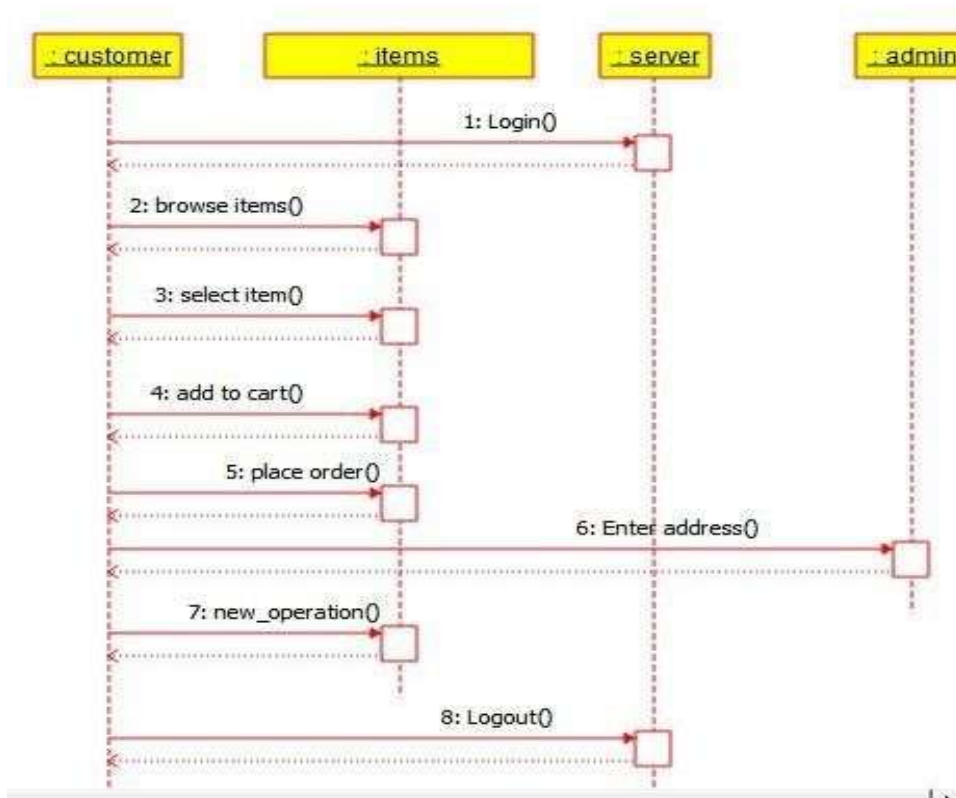 : customer
: items
: server
: admin
1: Login()
2: browse items()
3: select item()
4: add to cart()
5: place order()
6: Enter address()
7: new_operation()
8: Logout()